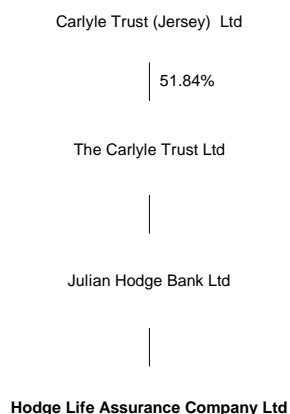 Carlyle Trust (Jersey) Ltd
51.84%
The Carlyle Trust Ltd
Julian Hodge Bank Ltd
Hodge Life Assurance Company Ltd